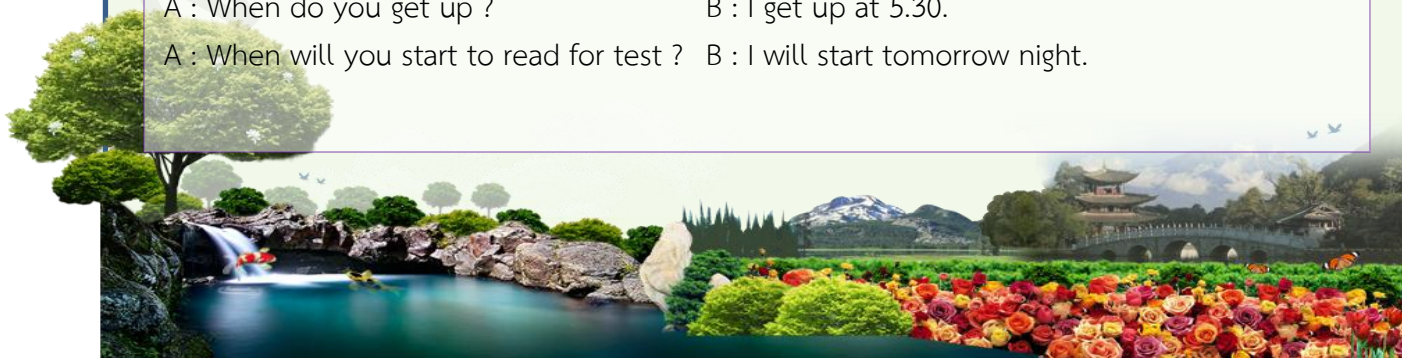 A : When do you get up ? B : I get up at 5.30.
A : When will you start to read for test ? B : I will start tomorrow night.